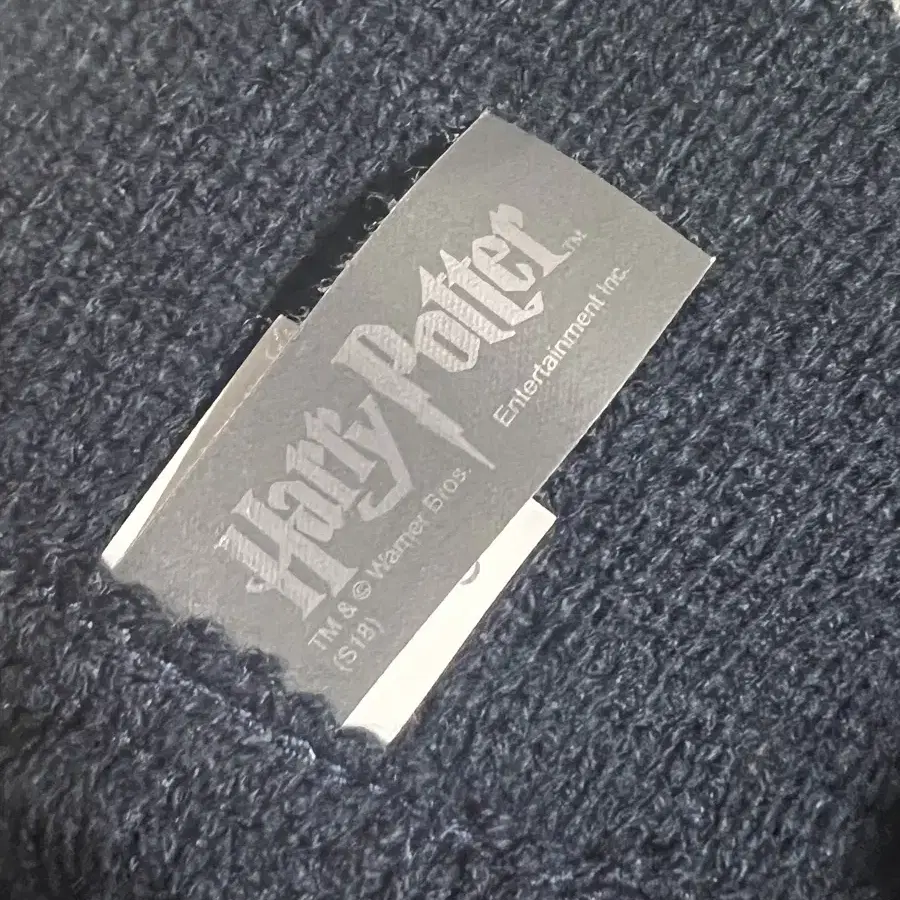 Harry Potter™
TM & © Warner Bros. Entertainment Inc.
(S18)